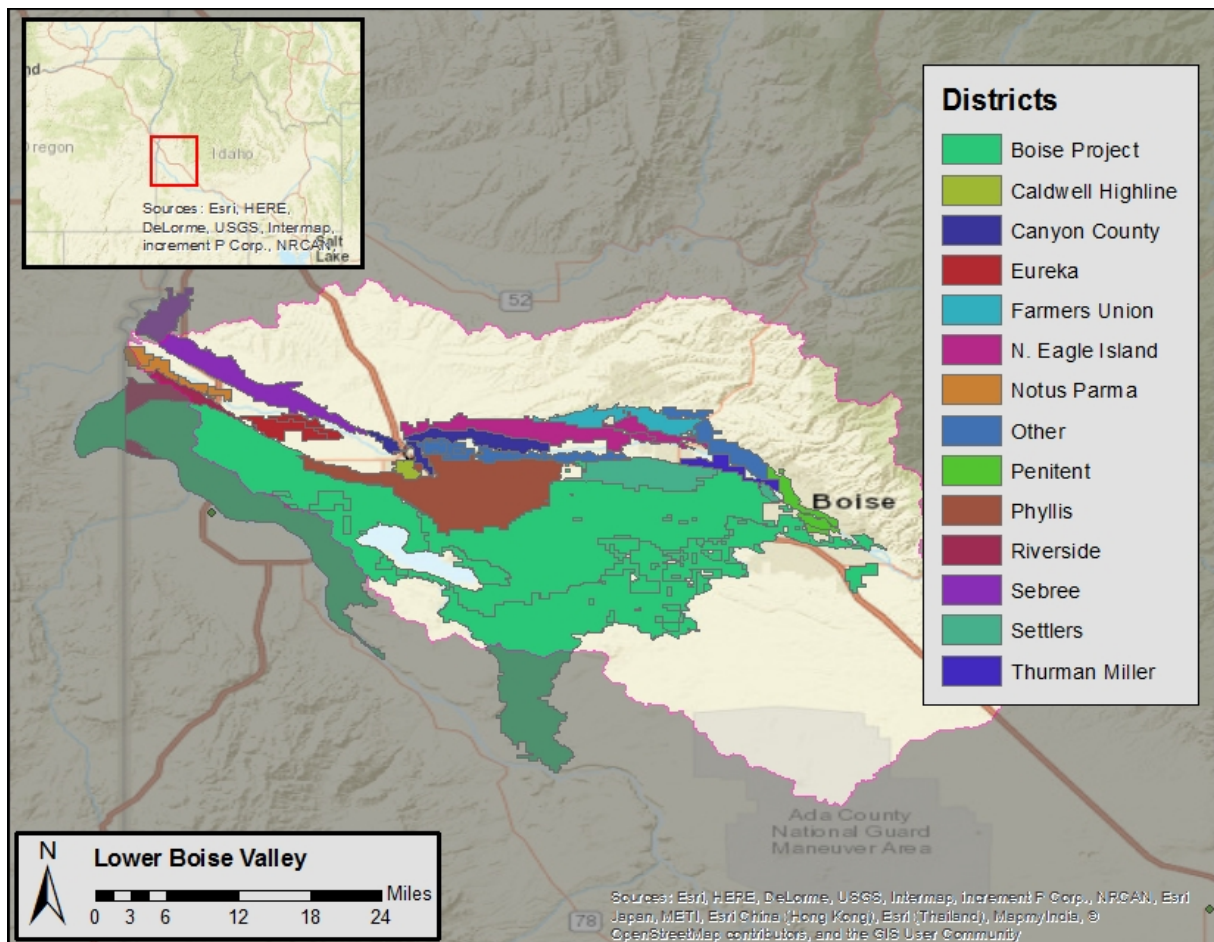 nd
Oregon
Idaho
Salt
Lake
Sources: Esri, HERE,
DeLorme, USGS, Intermap,
increment P Corp., NRCAN,
52
Districts
Boise Project
Caldwell Highline
Canyon County
Eureka
Farmers Union
N. Eagle Island
Notus Parma
Other
Penitent
Phyllis
Riverside
Sebree
Settlers
Thurman Miller
Boise
Ada County
National Guard
Maneuver Area
N
Lower Boise Valley
Miles
0 3 6 12 18 24
78
Sources: Esri, HERE, DeLorme, USGS, Intermap, increment P Corp., NRCAN, Esri
Japan, METI, Esri China (Hong Kong), Esri (Thailand), MapmyIndia, ©
OpenStreetMap contributors, and the GIS User Community